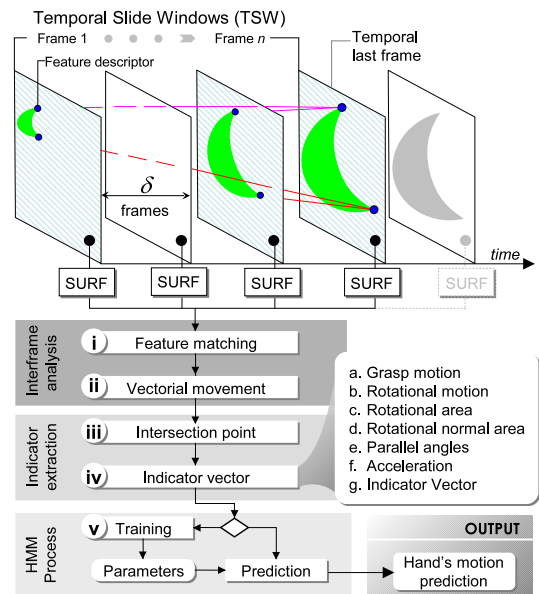 Temporal Slide Windows (TSW)
Frame 1
Frame n
Temporal
last frame
Feature descriptor
δ
frames
time
SURF
SURF
SURF
SURF
SURF
Interframe
analysis
i
Feature matching
ii
Vectorial movement
Indicator
extraction
iii
Intersection point
iv
Indicator vector
a. Grasp motion
b. Rotational motion
c. Rotational area
d. Rotational normal area
e. Parallel angles
f. Acceleration
g. Indicator Vector
HMM
Process
v
Training
Parameters
Prediction
OUTPUT
Hand's motion
prediction